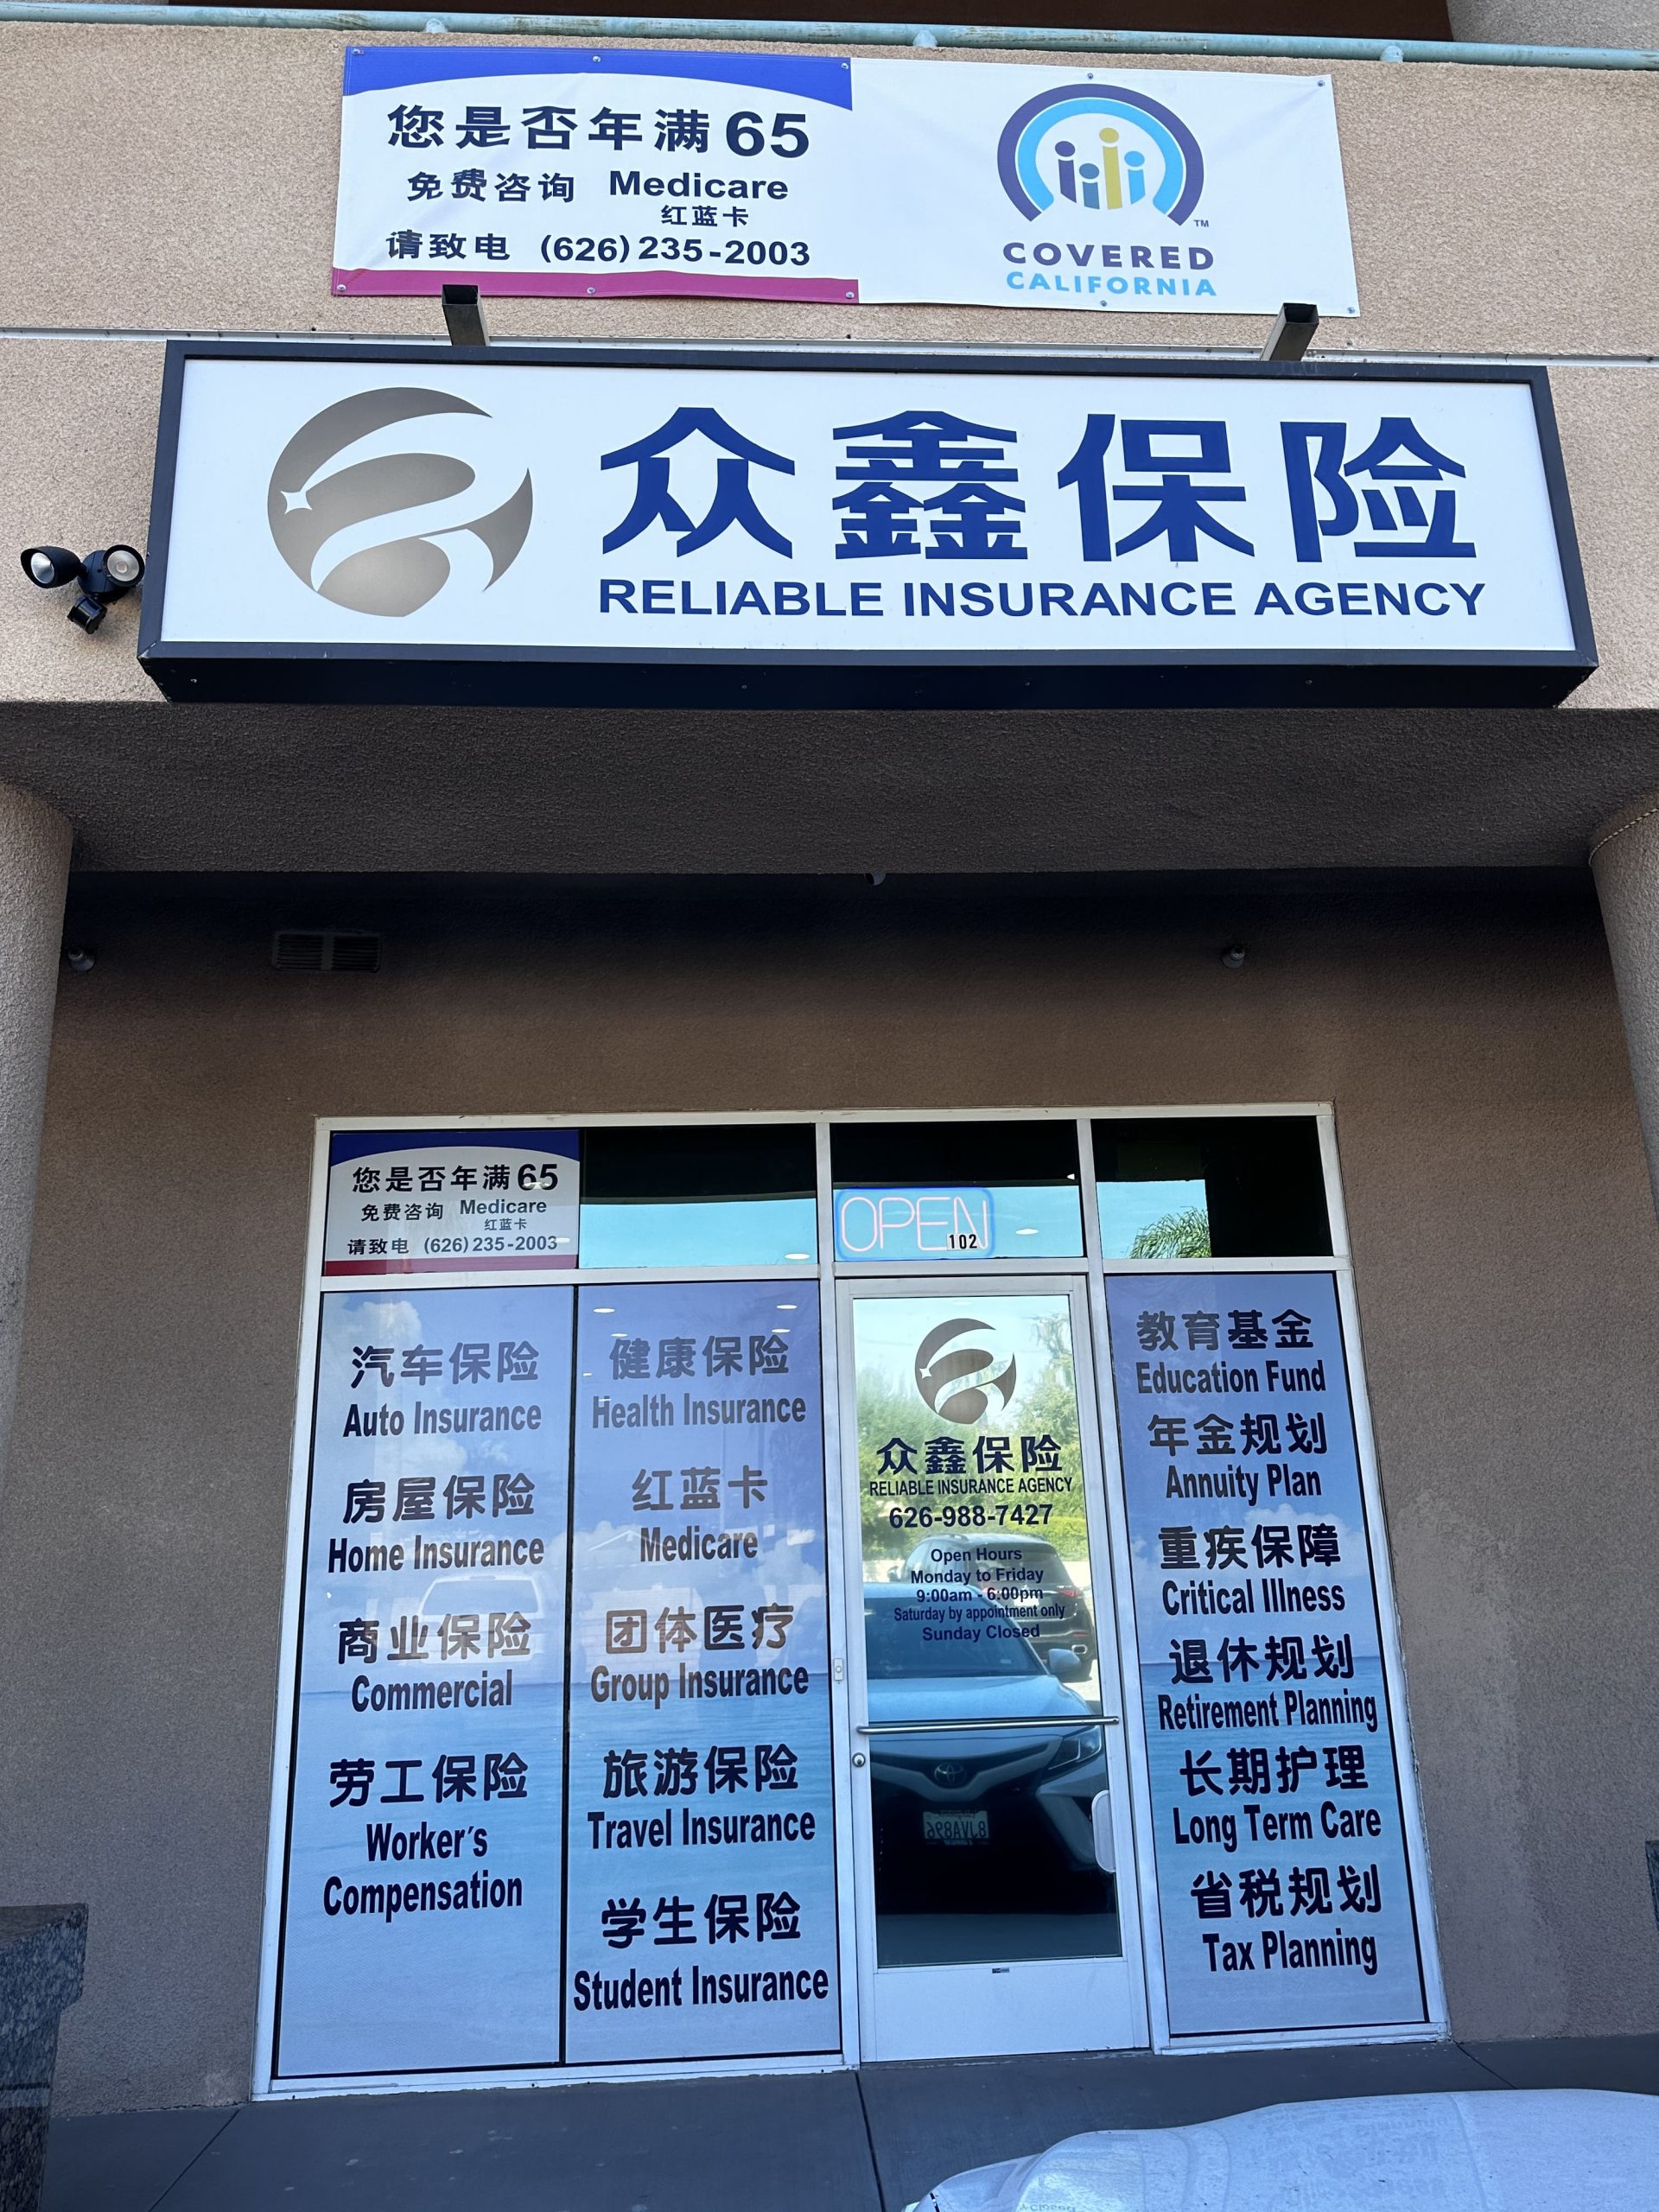 您是否年满65
免费咨询 Medicare
红蓝卡
请致电 (626)235-2003
COVERED
CALIFORNIA
TM
众鑫保险
RELIABLE INSURANCE AGENCY
您是否年满65
免费咨询 Medicare
红蓝卡
请致电 (626)235-2003
OPEN
102
汽车保险
Auto Insurance
房屋保险
Home Insurance
商业保险
Commercial
劳工保险
Worker's
Compensation
健康保险
Health Insurance
红蓝卡
Medicare
团体医疗
Group Insurance
旅游保险
Travel Insurance
学生保险
Student Insurance
众鑫保险
RELIABLE INSURANCE AGENCY
626-988-7427
Open Hours
Monday to Friday
9:00am - 6:00pm
Saturday by appointment only
Sunday Closed
8JVA896
教育基金
Education Fund
年金规划
Annuity Plan
重疾保障
Critical Illness
退休规划
Retirement Planning
长期护理
Long Term Care
省税规划
Tax Planning